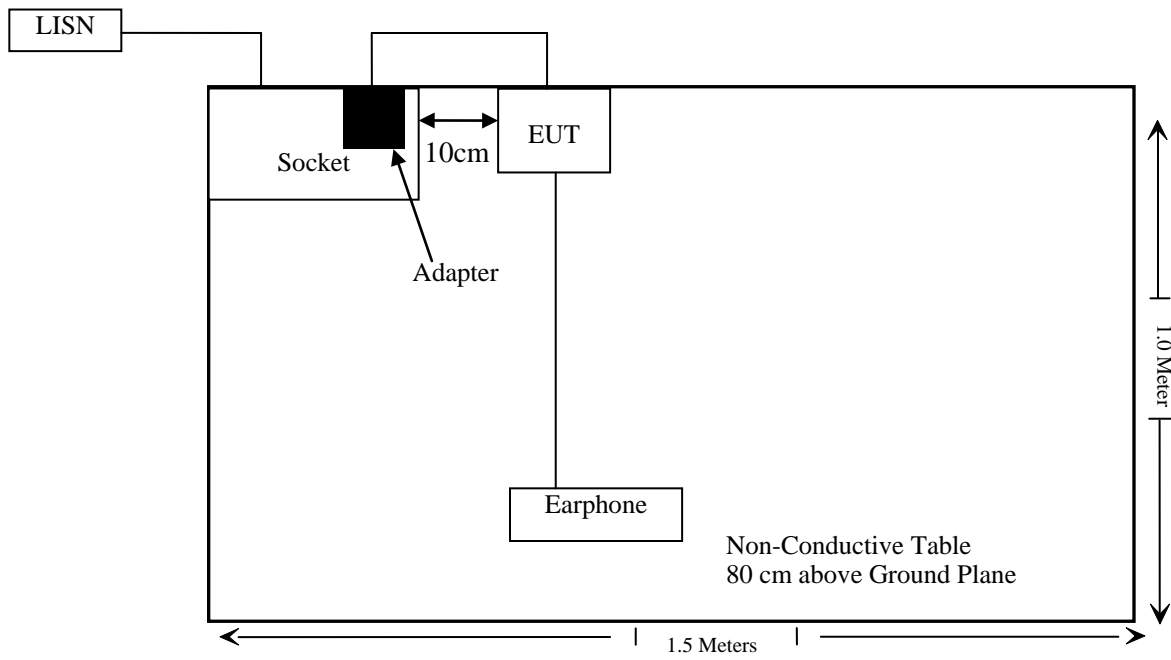 LISN
EUT
10cm
Socket
Adapter
1.0 Meter
Earphone
Non-Conductive Table
80 cm above Ground Plane
1.5 Meters